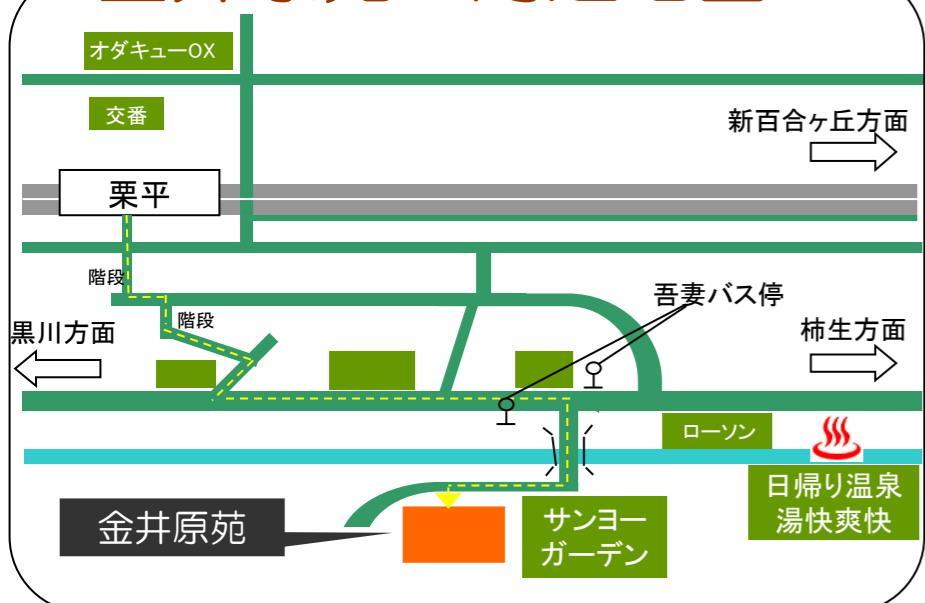 オダキューOX
交番
新百合ヶ丘方面
栗平
階段
階段
吾妻バス停
黒川方面
柿生方面
ローソン
日帰り温泉
湯快爽快
金井原苑
サンヨー
ガーデン